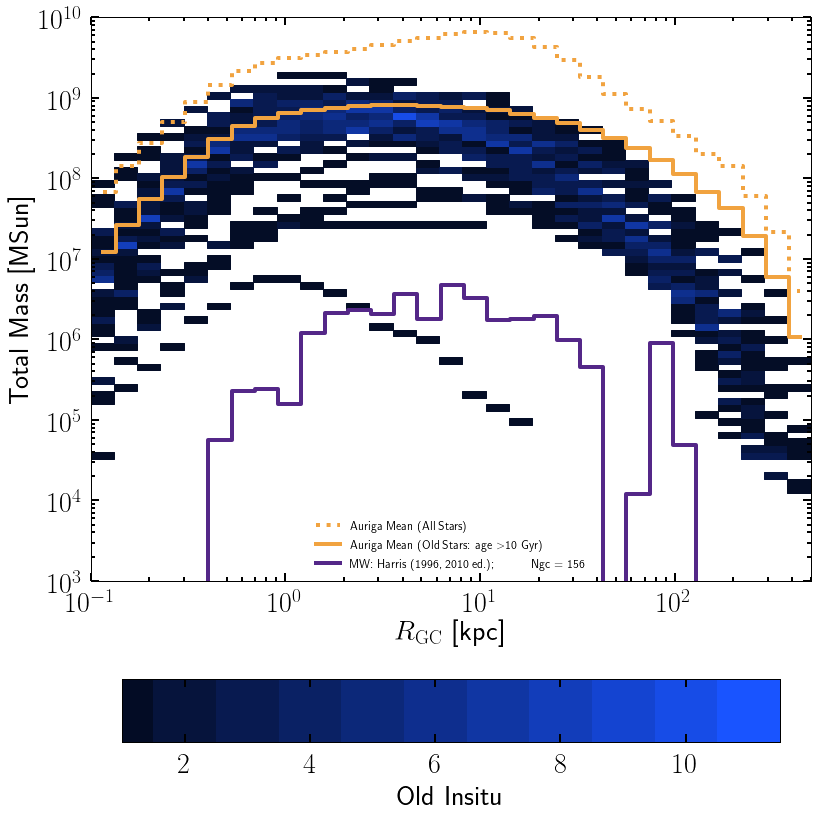 10^10
10^9
10^8
10^7
10^6
10^5
10^4
10^3
Total Mass [MSun]
Auriga Mean (All Stars)
Auriga Mean (Old Stars: age >10 Gyr)
MW: Harris (1996, 2010 ed.); Ngc = 156
10^−1 10^0 10^1 10^2
R_GC [kpc]
2 4 6 8 10
Old Insitu